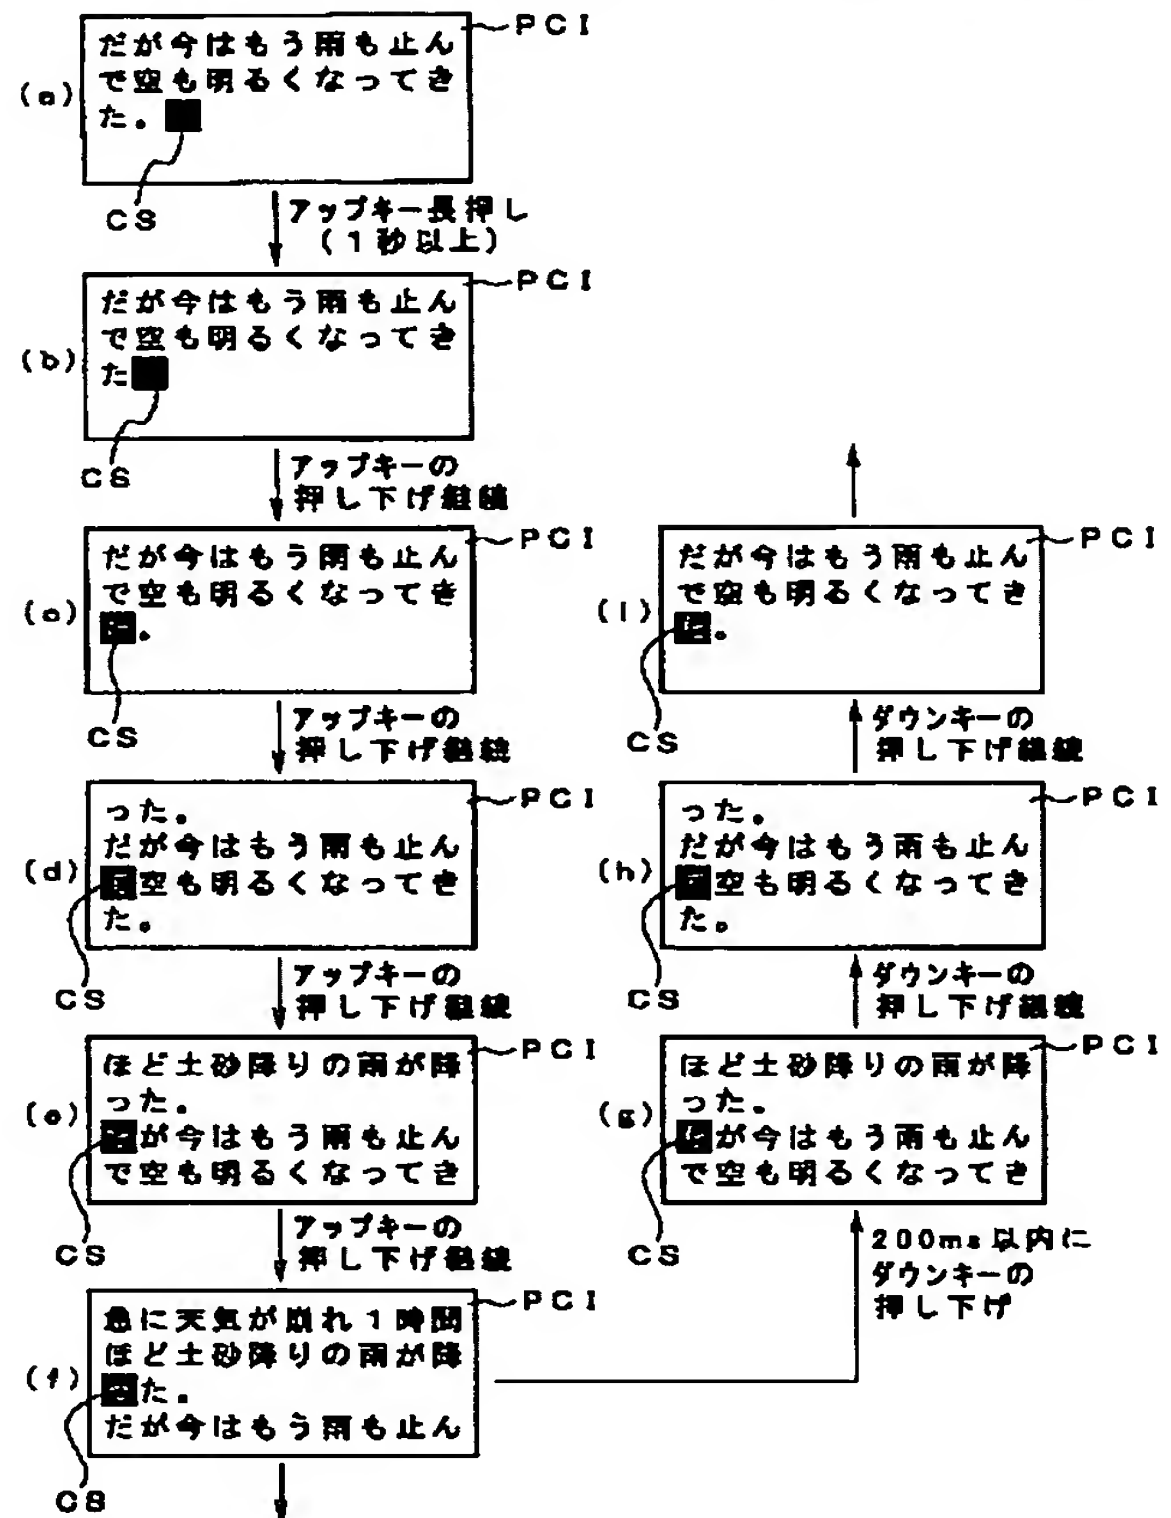 PCI
だが今はもう雨も止ん
で空も明るくなってき
た。
(a)
CS
アップキー長押し
(1秒以上)
PCI
だが今はもう雨も止ん
で空も明るくなってき
た
(b)
CS
アップキーの
押し下げ継続
PCI
だが今はもう雨も止ん
で空も明るくなってき
た。
(c)
CS
アップキーの
押し下げ継続
PCI
った。
だが今はもう雨も止ん
で空も明るくなってき
た。
(d)
CS
アップキーの
押し下げ継続
PCI
ほど土砂降りの雨が降
った。
だが今はもう雨も止ん
で空も明るくなってき
(e)
CS
アップキーの
押し下げ継続
PCI
急に天気が崩れ1時間
ほど土砂降りの雨が降
った。
だが今はもう雨も止ん
(f)
CS
200ms以内に
ダウンキーの
押し下げ
PCI
ほど土砂降りの雨が降
った。
だが今はもう雨も止ん
で空も明るくなってき
(g)
CS
ダウンキーの
押し下げ継続
PCI
った。
だが今はもう雨も止ん
で空も明るくなってき
た。
(h)
CS
ダウンキーの
押し下げ継続
PCI
だが今はもう雨も止ん
で空も明るくなってき
た。
(i)
CS